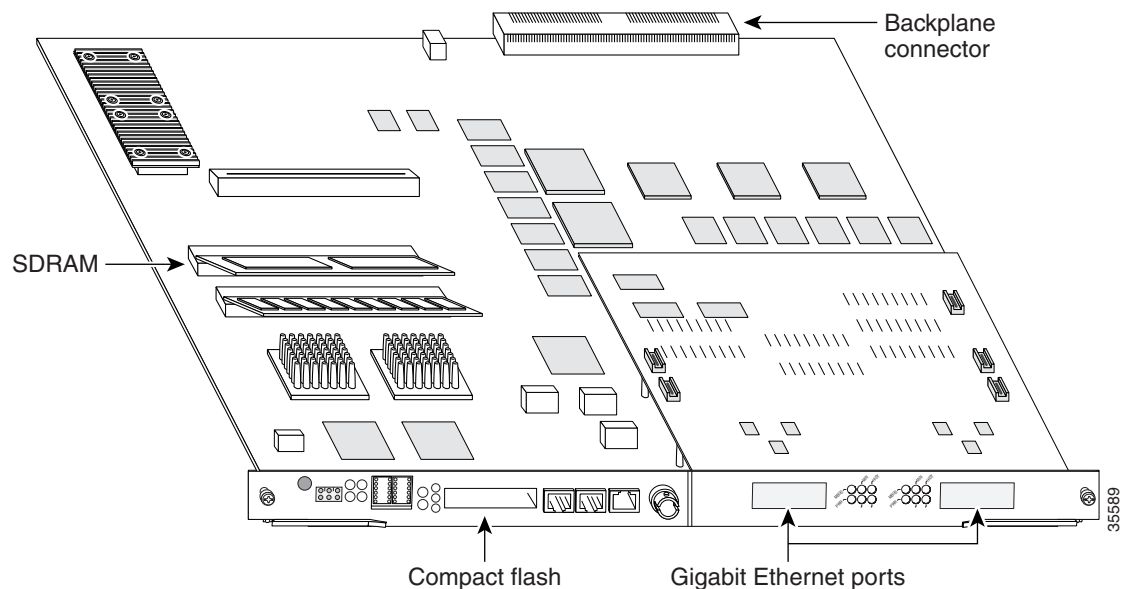 Backplane
connector
SDRAM
35589
Compact flash
Gigabit Ethernet ports